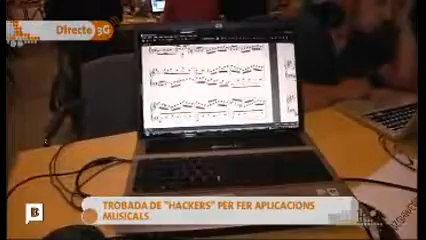 Directe 3G
TROBADA DE "HACKERS" PER FER APLICACIONS
MUSICALS
B